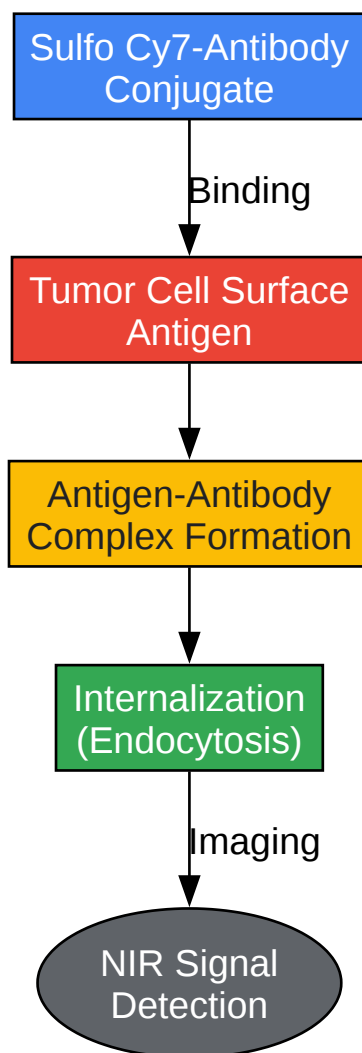 Sulfo Cy7-Antibody
Conjugate
Binding
Tumor Cell Surface
Antigen
Antigen-Antibody
Complex Formation
Internalization
(Endocytosis)
Imaging
NIR Signal
Detection